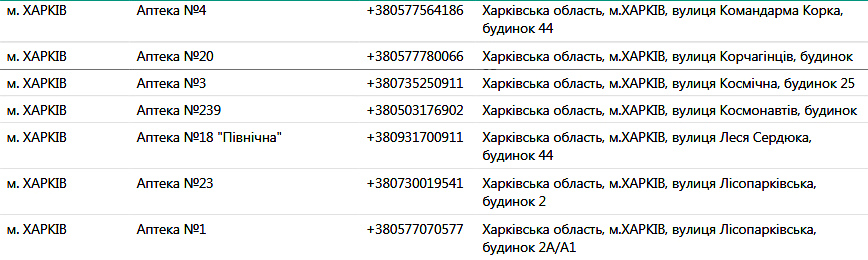 м. ХАРКІВ Аптека №4 +380577564186 Харківська область, м.ХАРКІВ, вулиця Командарма Корка,
будинок 44
м. ХАРКІВ Аптека №20 +380577780066 Харківська область, м.ХАРКІВ, вулиця Корчагінців, будинок
м. ХАРКІВ Аптека №3 +380735250911 Харківська область, м.ХАРКІВ, вулиця Космічна, будинок 25
м. ХАРКІВ Аптека №239 +380503176902 Харківська область, м.ХАРКІВ, вулиця Космонавтів, будинок
м. ХАРКІВ Аптека №18 "Північна" +380931700911 Харківська область, м.ХАРКІВ, вулиця Леся Сердюка,
будинок 44
м. ХАРКІВ Аптека №23 +380730019541 Харківська область, м.ХАРКІВ, вулиця Лісопарківська,
будинок 2
м. ХАРКІВ Аптека №1 +380577070577 Харківська область, м.ХАРКІВ, вулиця Лісопарківська,
будинок 2А/А1